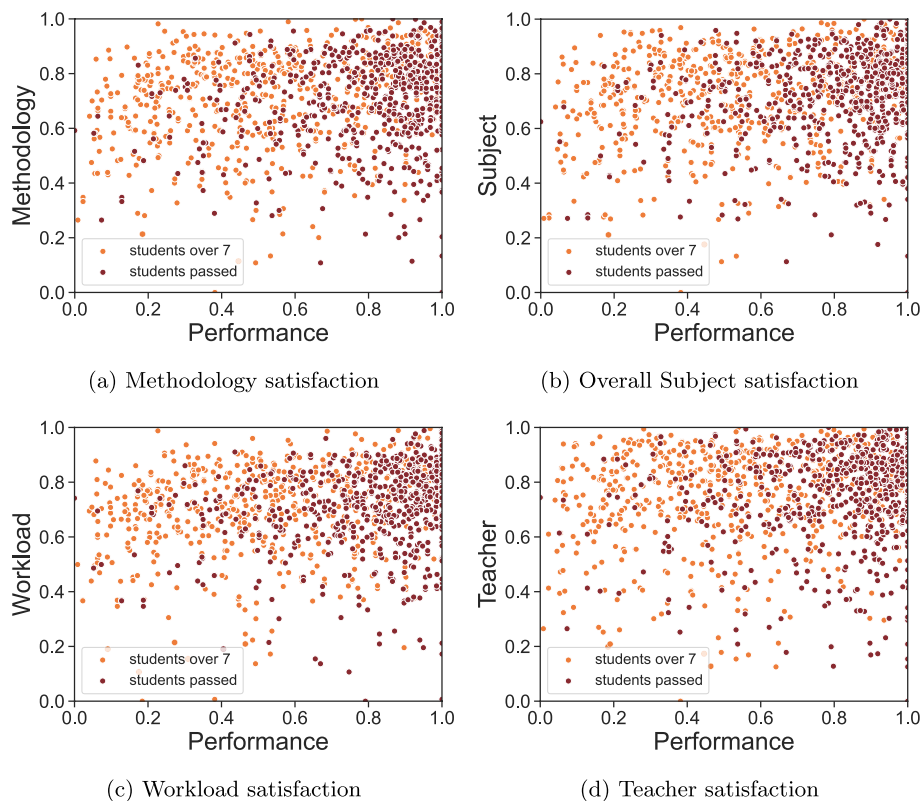 1.0
0.8
0.6
0.4
0.2
0.0
Methodology
students over 7
students passed
0.0 0.2 0.4 0.6 0.8 1.0
Performance
(a) Methodology satisfaction
1.0
0.8
0.6
0.4
0.2
0.0
Subject
students over 7
students passed
0.0 0.2 0.4 0.6 0.8 1.0
Performance
(b) Overall Subject satisfaction
1.0
0.8
0.6
0.4
0.2
0.0
Workload
students over 7
students passed
0.0 0.2 0.4 0.6 0.8 1.0
Performance
(c) Workload satisfaction
1.0
0.8
0.6
0.4
0.2
0.0
Teacher
students over 7
students passed
0.0 0.2 0.4 0.6 0.8 1.0
Performance
(d) Teacher satisfaction